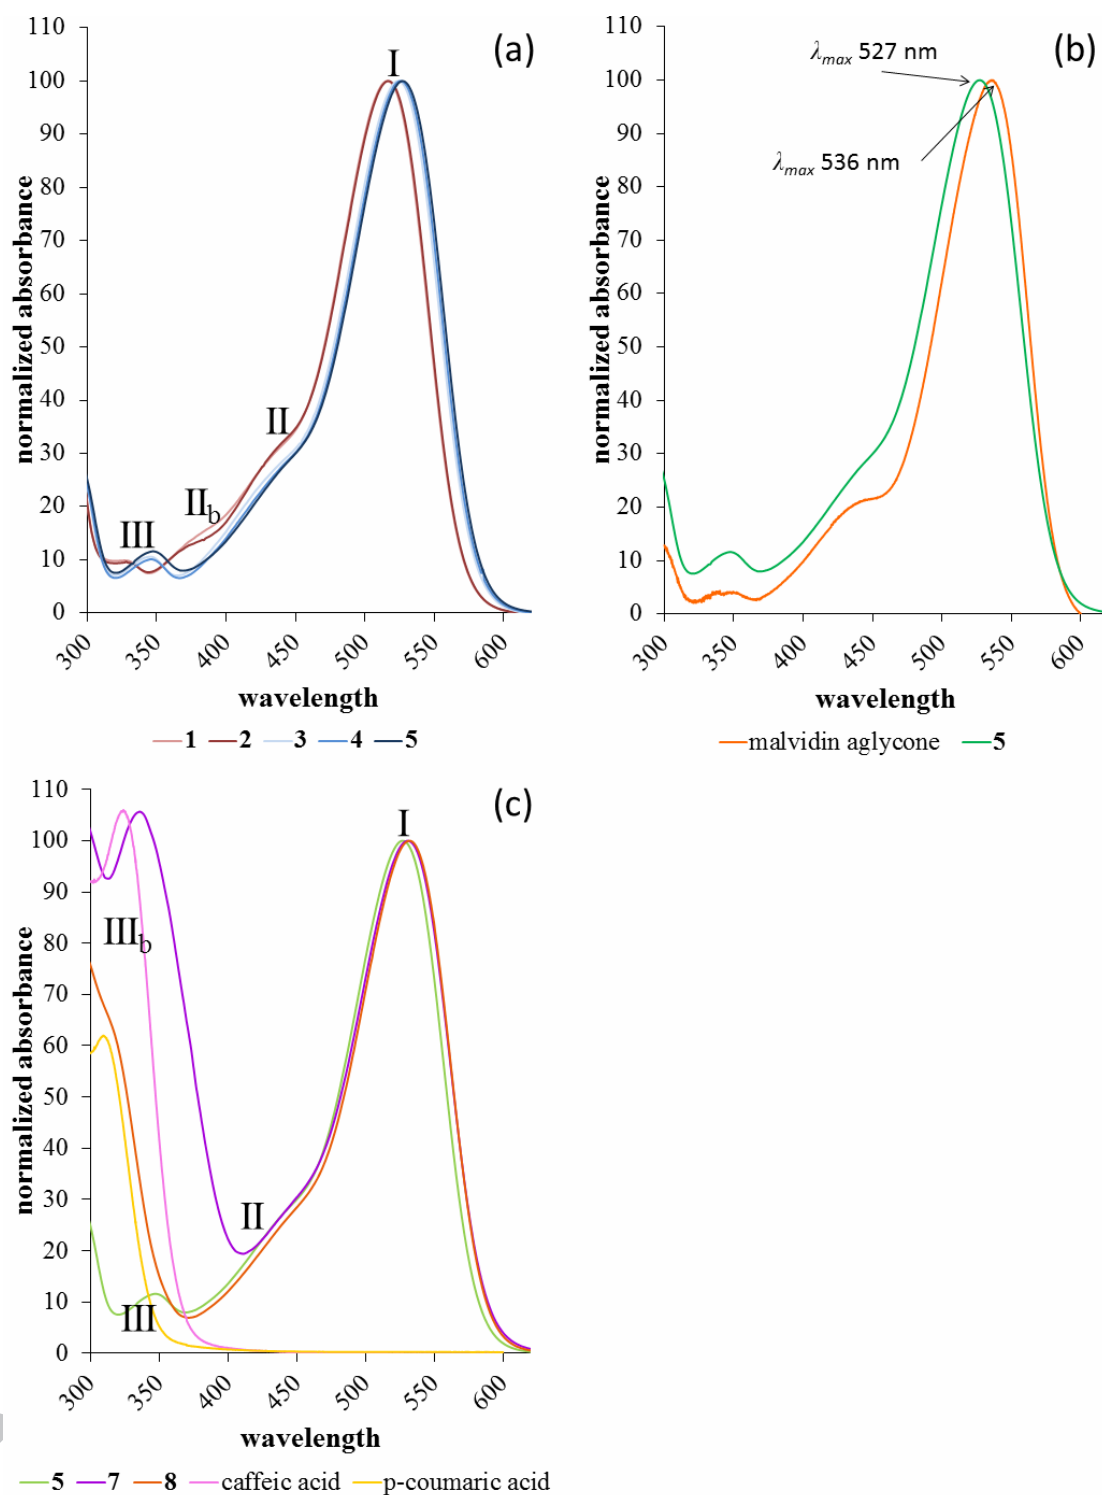 (a)
normalized absorbance
110
100
90
80
70
60
50
40
30
20
10
0
I
II
IIb
III
300 350 400 450 500 550 600
wavelength
1 2 3 4 5
(b)
normalized absorbance
110
100
90
80
70
60
50
40
30
20
10
0
λmax 527 nm
λmax 536 nm
300 350 400 450 500 550 600
wavelength
malvidin aglycone 5
(c)
normalized absorbance
110
100
90
80
70
60
50
40
30
20
10
0
I
IIIb
II
III
300 350 400 450 500 550 600
wavelength
5 7 8 caffeic acid p-coumaric acid